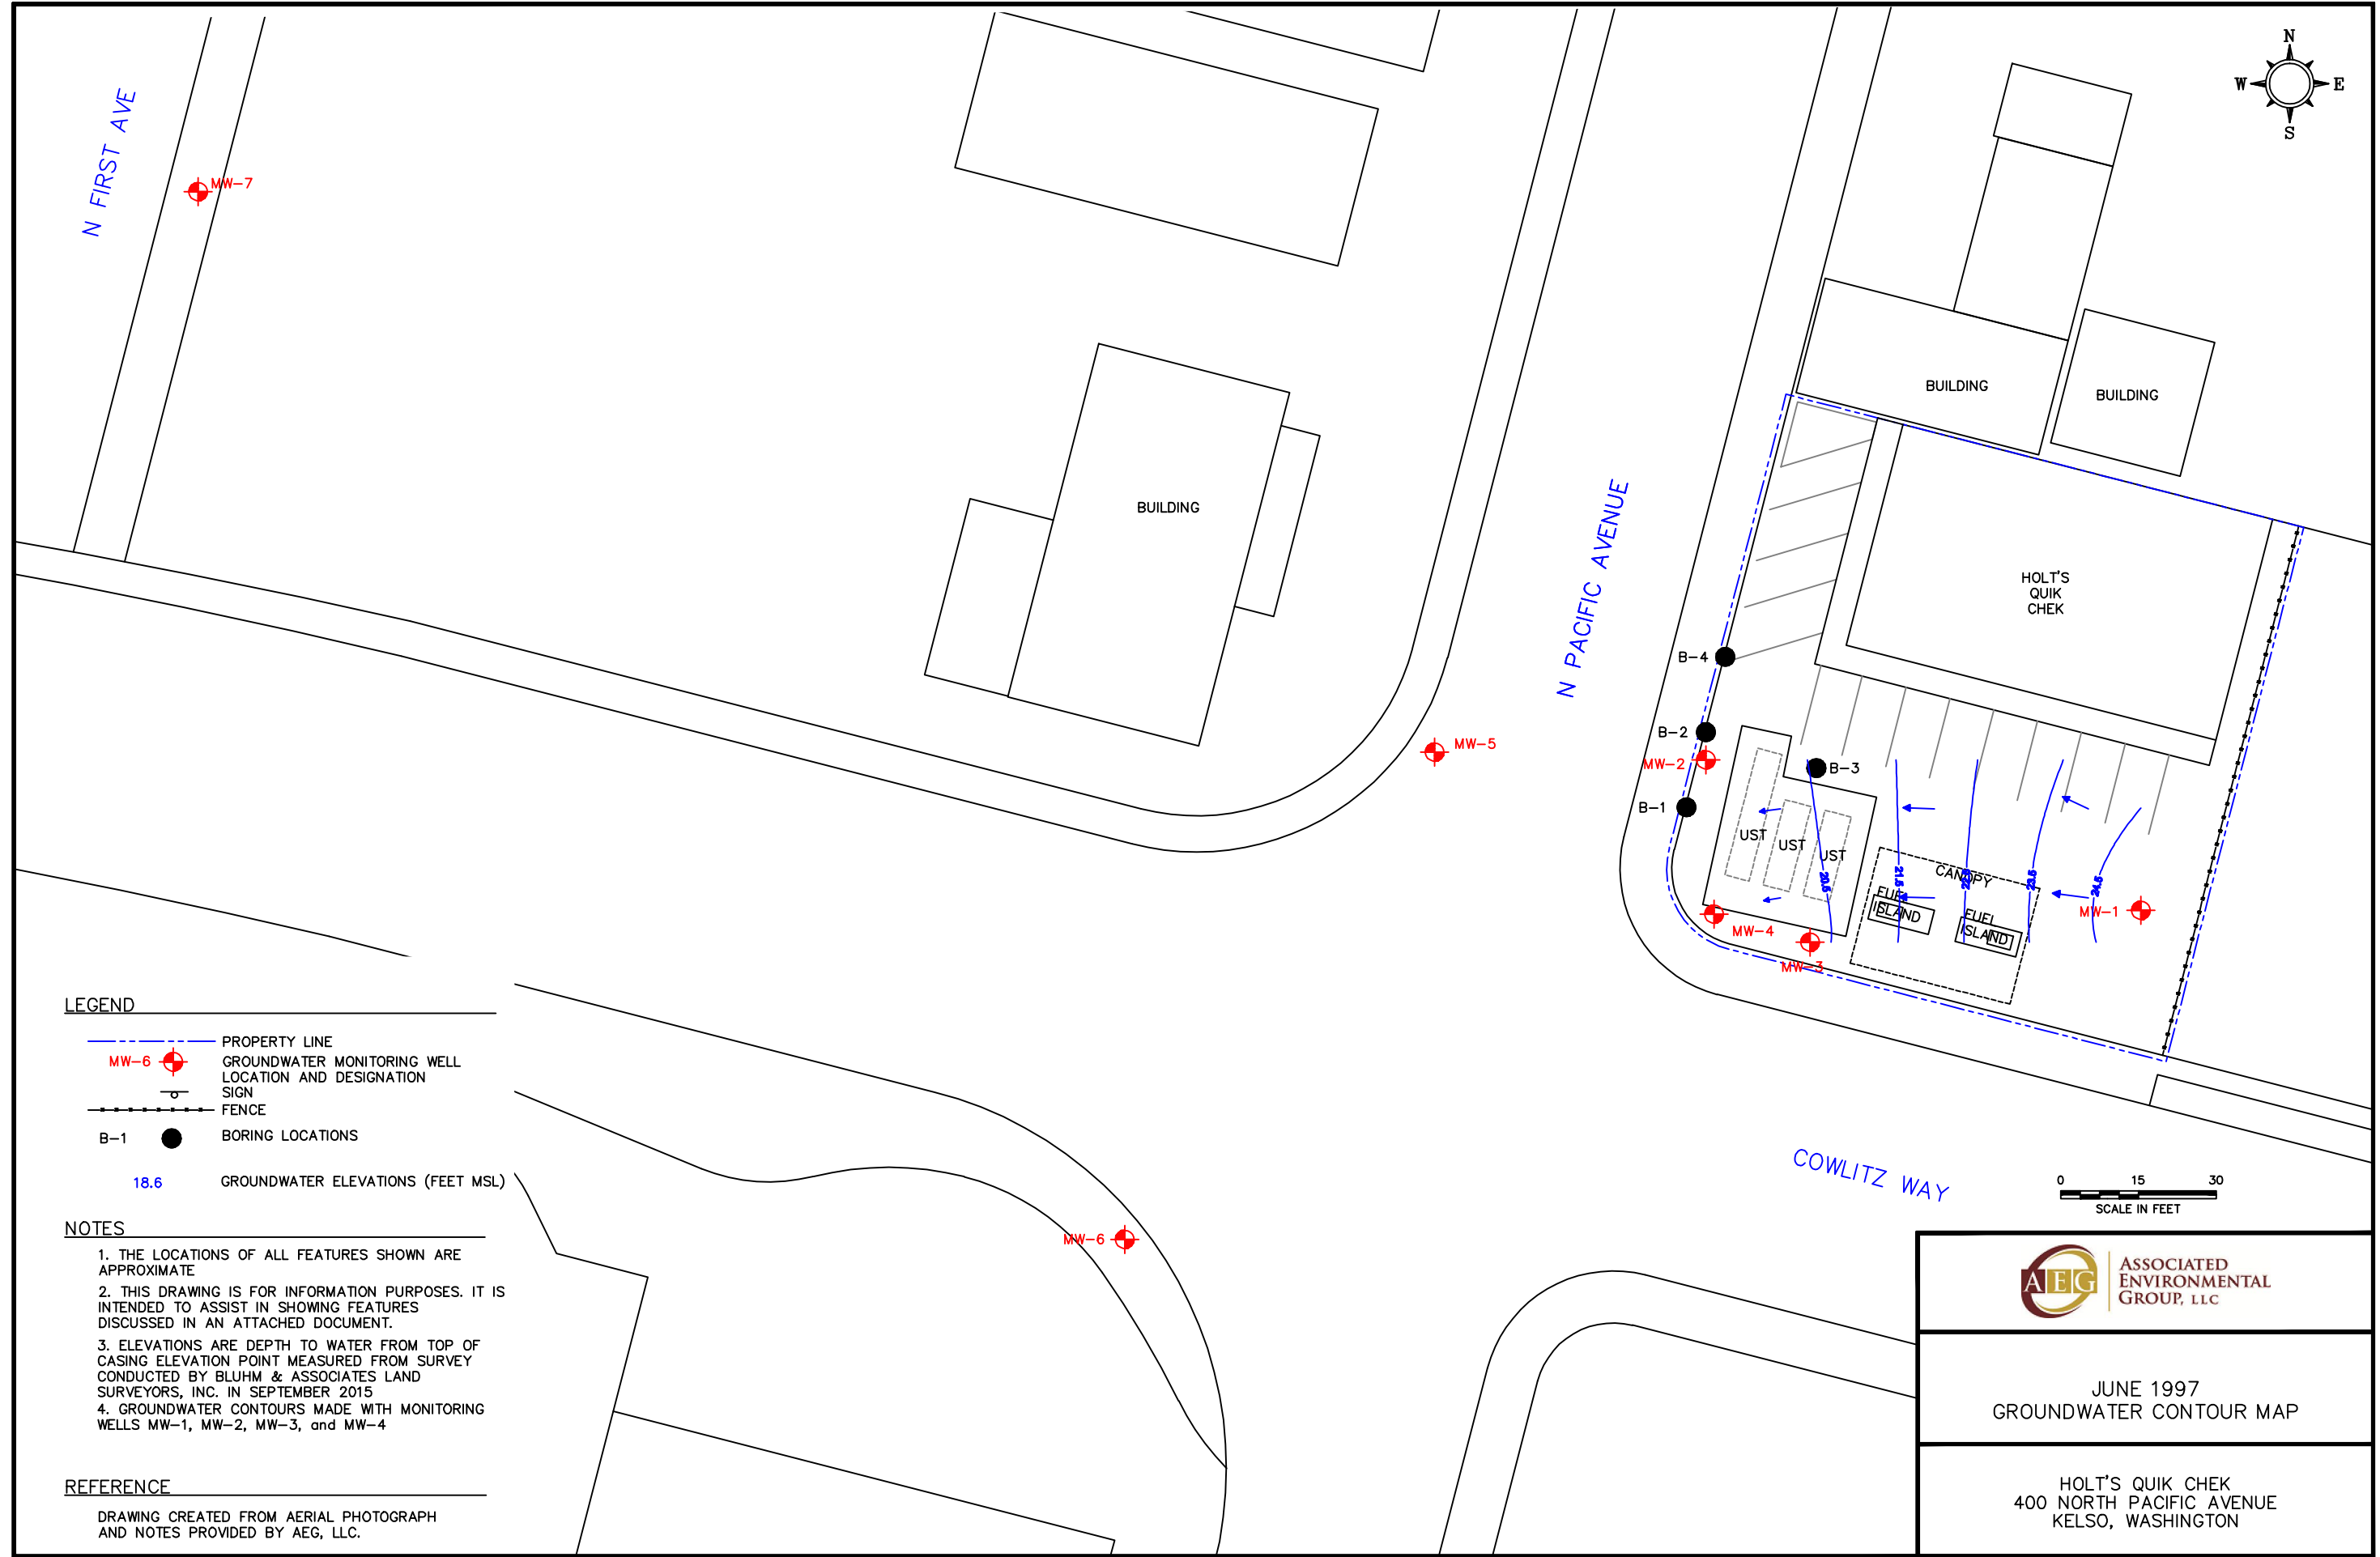 N
W E
S
N FIRST AVE
MW-7
BUILDING
BUILDING
BUILDING
N PACIFIC AVENUE
HOLT'S
QUIK
CHEK
B-4
B-2
MW-2
B-3
B-1
MW-5
UST
UST
UST
CANOPY
FUEL
ISLAND
FUEL
ISLAND
20.5
21.5
23.5
24.5
MW-1
MW-4
MW-3
MW-6
COWLITZ WAY
0 15 30
SCALE IN FEET
LEGEND
PROPERTY LINE
MW-6 GROUNDWATER MONITORING WELL
LOCATION AND DESIGNATION
SIGN
FENCE
B-1 BORING LOCATIONS
18.6 GROUNDWATER ELEVATIONS (FEET MSL)
NOTES
1. THE LOCATIONS OF ALL FEATURES SHOWN ARE
APPROXIMATE
2. THIS DRAWING IS FOR INFORMATION PURPOSES. IT IS
INTENDED TO ASSIST IN SHOWING FEATURES
DISCUSSED IN AN ATTACHED DOCUMENT.
3. ELEVATIONS ARE DEPTH TO WATER FROM TOP OF
CASING ELEVATION POINT MEASURED FROM SURVEY
CONDUCTED BY BLUHM & ASSOCIATES LAND
SURVEYORS, INC. IN SEPTEMBER 2015
4. GROUNDWATER CONTOURS MADE WITH MONITORING
WELLS MW-1, MW-2, MW-3, and MW-4
REFERENCE
DRAWING CREATED FROM AERIAL PHOTOGRAPH
AND NOTES PROVIDED BY AEG, LLC.
AEG
ASSOCIATED
ENVIRONMENTAL
GROUP, LLC
JUNE 1997
GROUNDWATER CONTOUR MAP
HOLT'S QUIK CHEK
400 NORTH PACIFIC AVENUE
KELSO, WASHINGTON